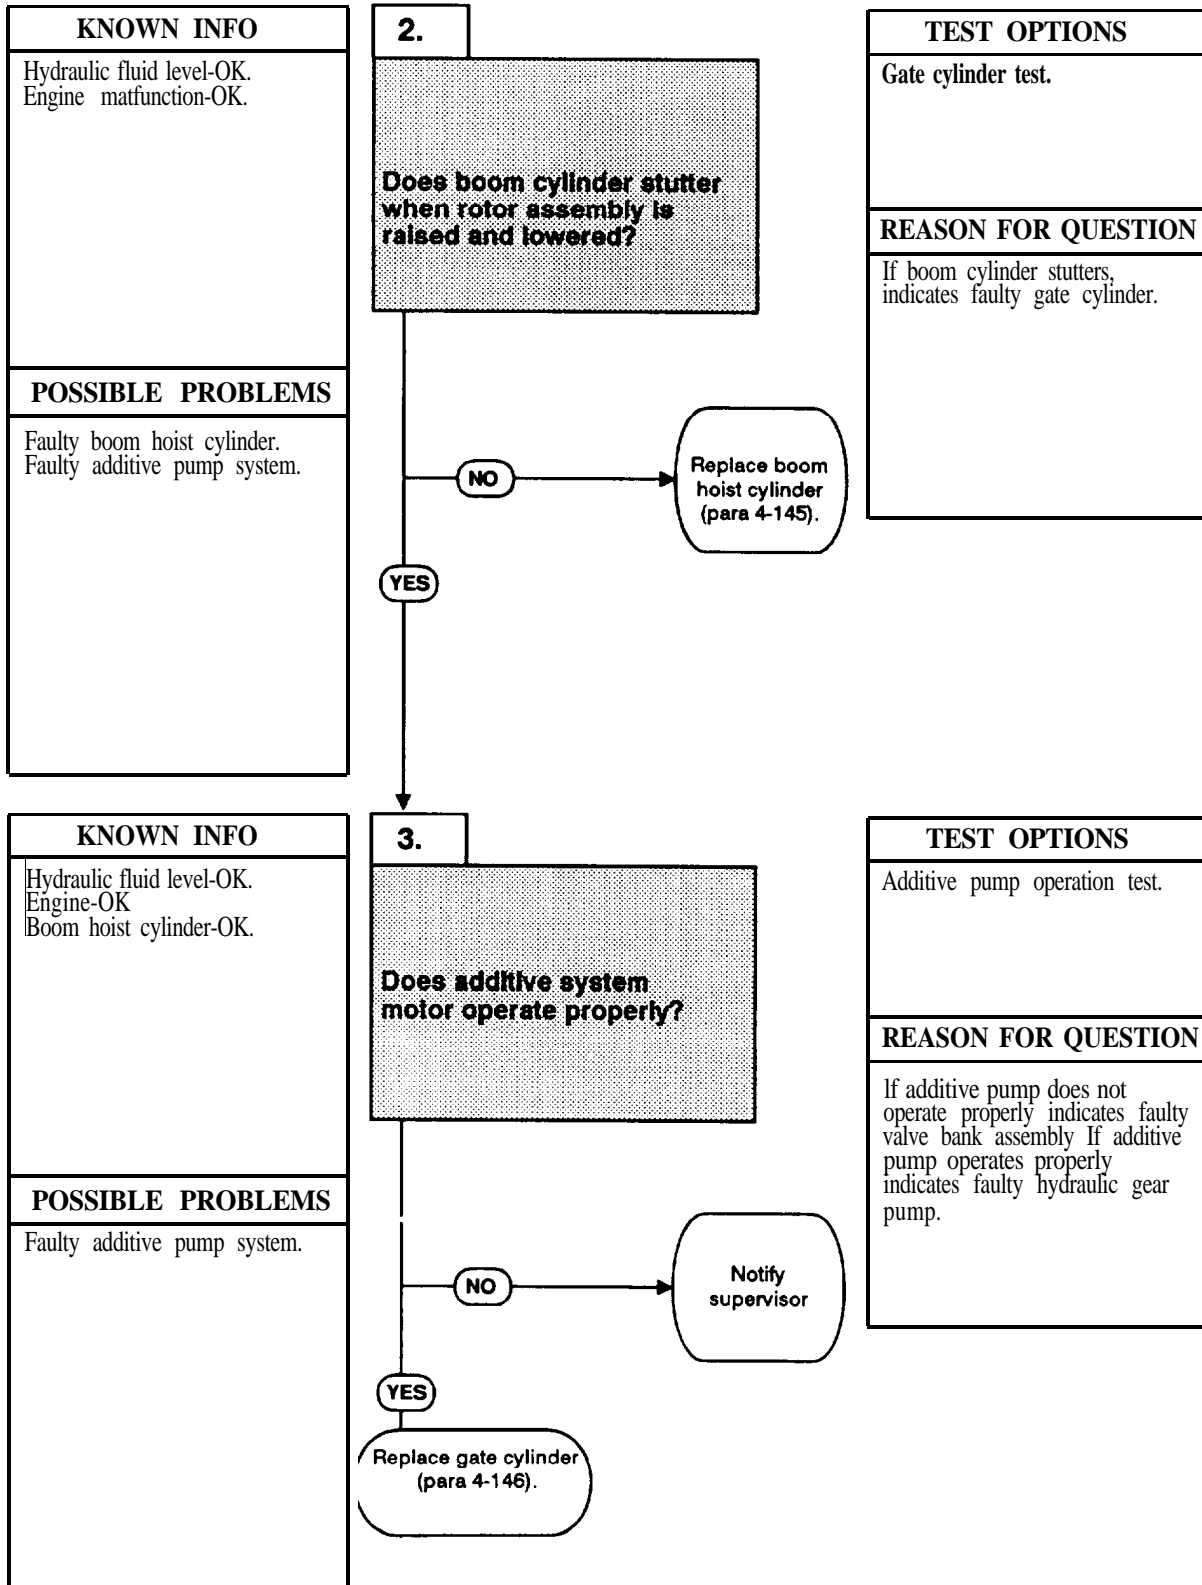 KNOWN INFO
Hydraulic fluid level-OK.
Engine matfunction-OK.
POSSIBLE PROBLEMS
Faulty boom hoist cylinder.
Faulty additive pump system.
2.
Does boom cylinder stutter
when rotor assembly is
raised and lowered?
TEST OPTIONS
Gate cylinder test.
REASON FOR QUESTION
If boom cylinder stutters,
indicates faulty gate cylinder.
NO
Replace boom
hoist cylinder
(para 4-145).
YES
KNOWN INFO
Hydraulic fluid level-OK.
Engine-OK
Boom hoist cylinder-OK.
POSSIBLE PROBLEMS
Faulty additive pump system.
3.
Does additive system
motor operate properly?
TEST OPTIONS
Additive pump operation test.
REASON FOR QUESTION
lf additive pump does not
operate properly indicates faulty
valve bank assembly If additive
pump operates properly
indicates faulty hydraulic gear
pump.
NO
Notify
supervisor
YES
Replace gate cylinder
(para 4-146).